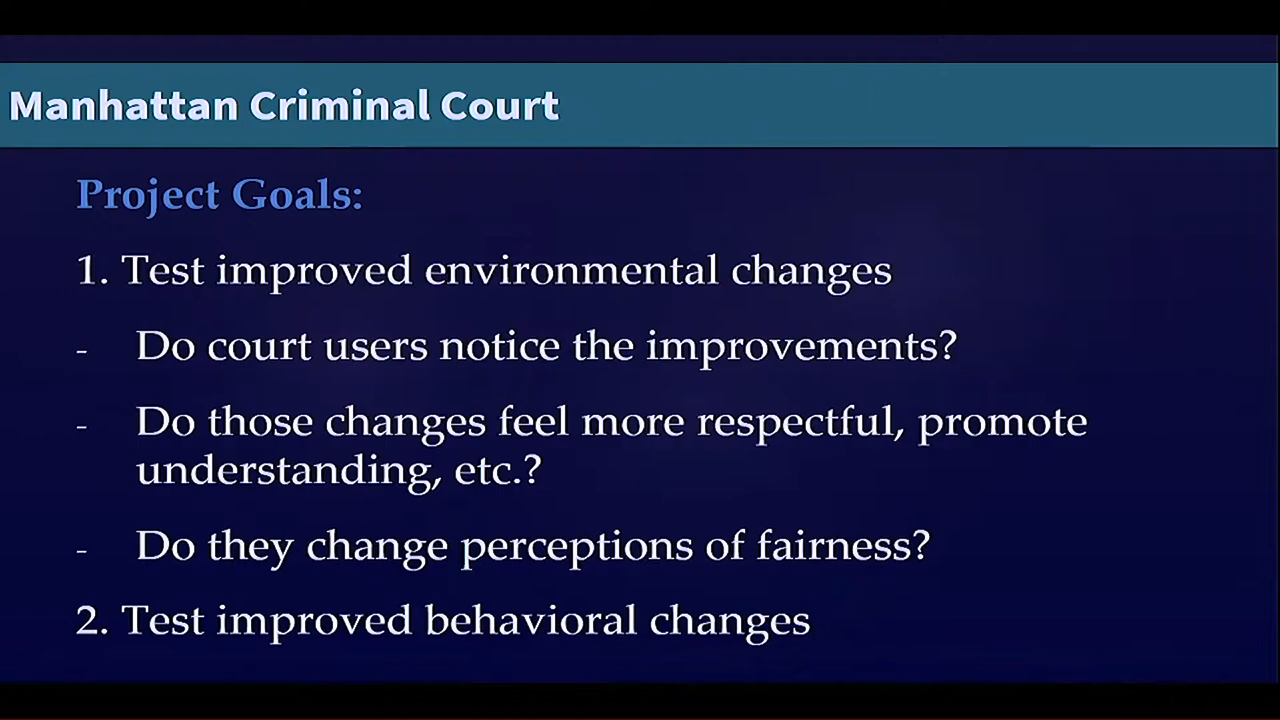 Manhattan Criminal Court
Project Goals:
1. Test improved environmental changes
- Do court users notice the improvements?
- Do those changes feel more respectful, promote
understanding, etc.?
- Do they change perceptions of fairness?
2. Test improved behavioral changes